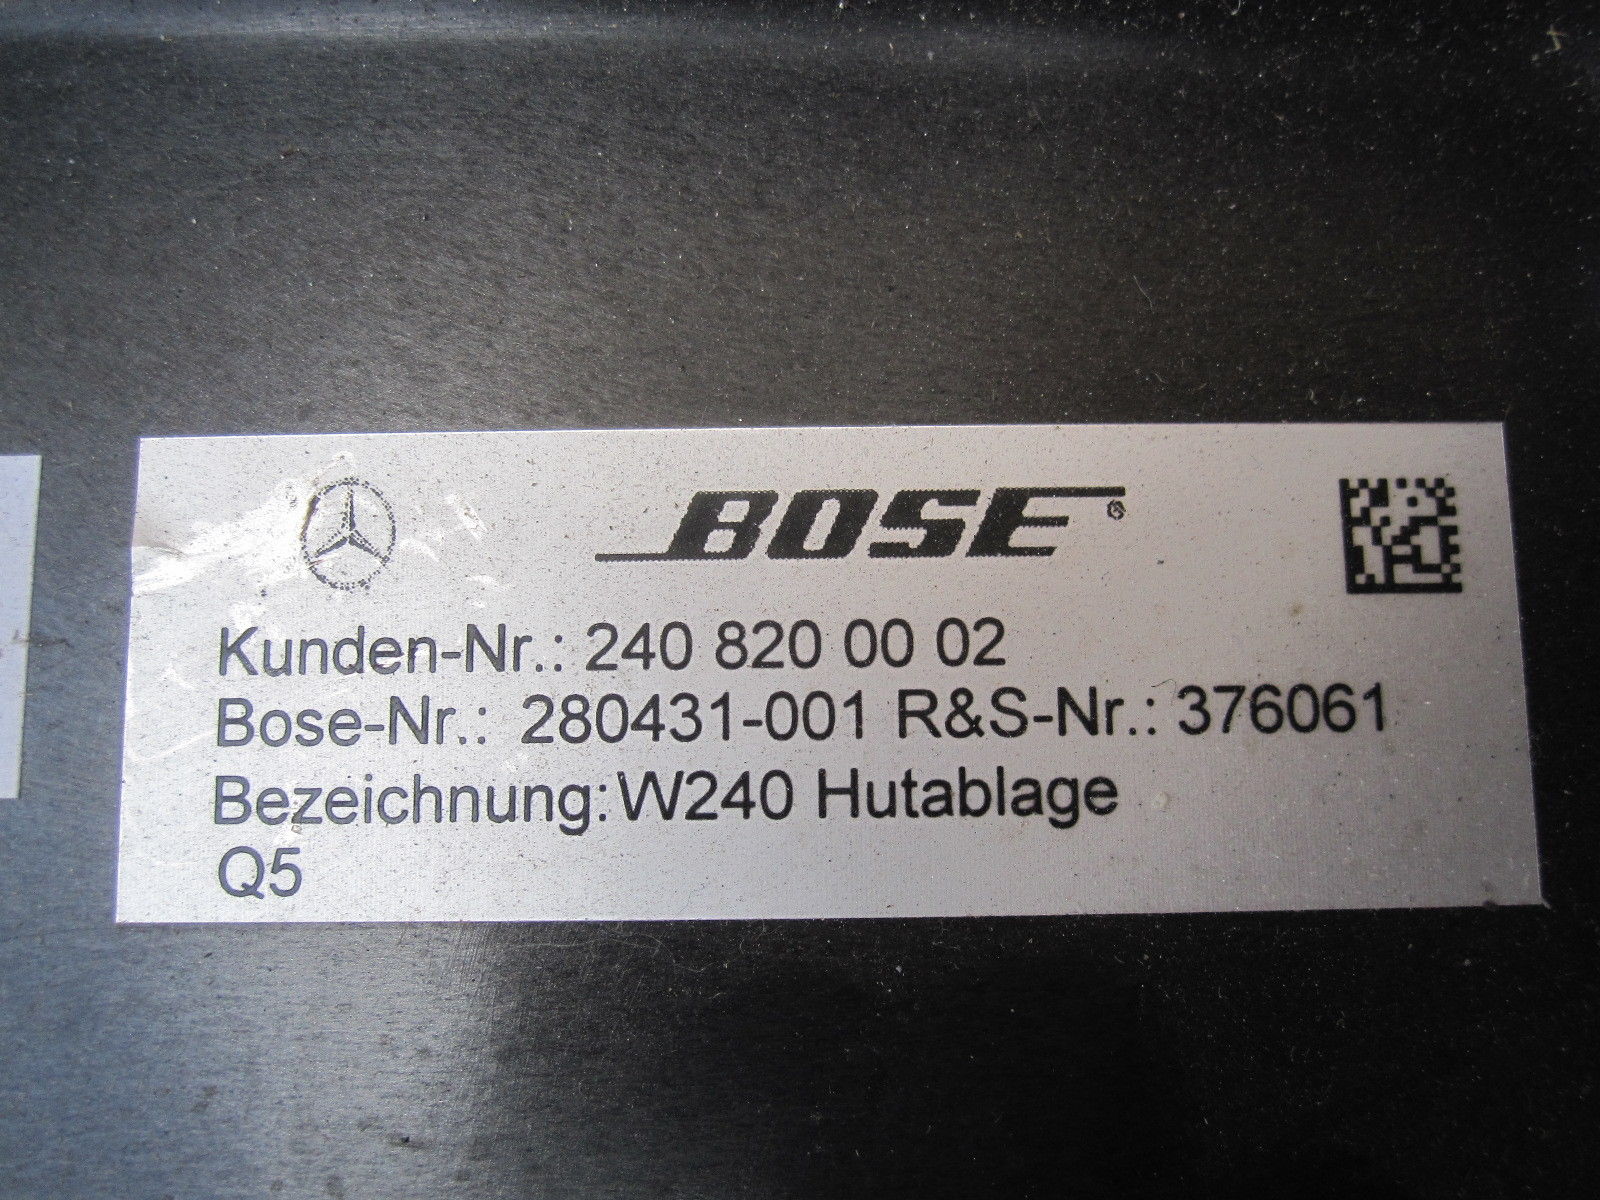 BOSE®
Kunden-Nr.: 240 820 00 02
Bose-Nr.: 280431-001 R&S-Nr.: 376061
Bezeichnung: W240 Hutablage
Q5